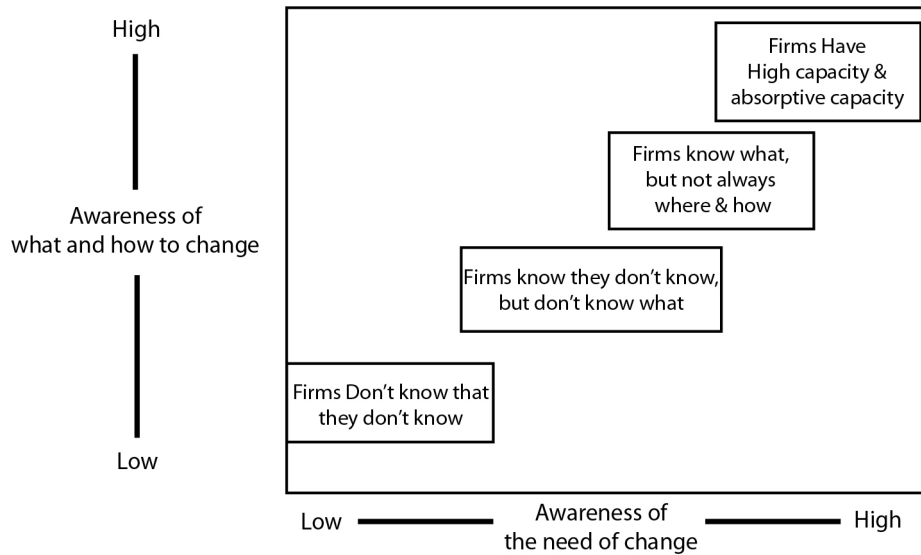 High
Awareness of
what and how to change
Low
Firms Have
High capacity &
absorptive capacity
Firms know what,
but not always
where & how
Firms know they don’t know,
but don’t know what
Firms Don’t know that
they don’t know
Low
Awareness of
the need of change
High